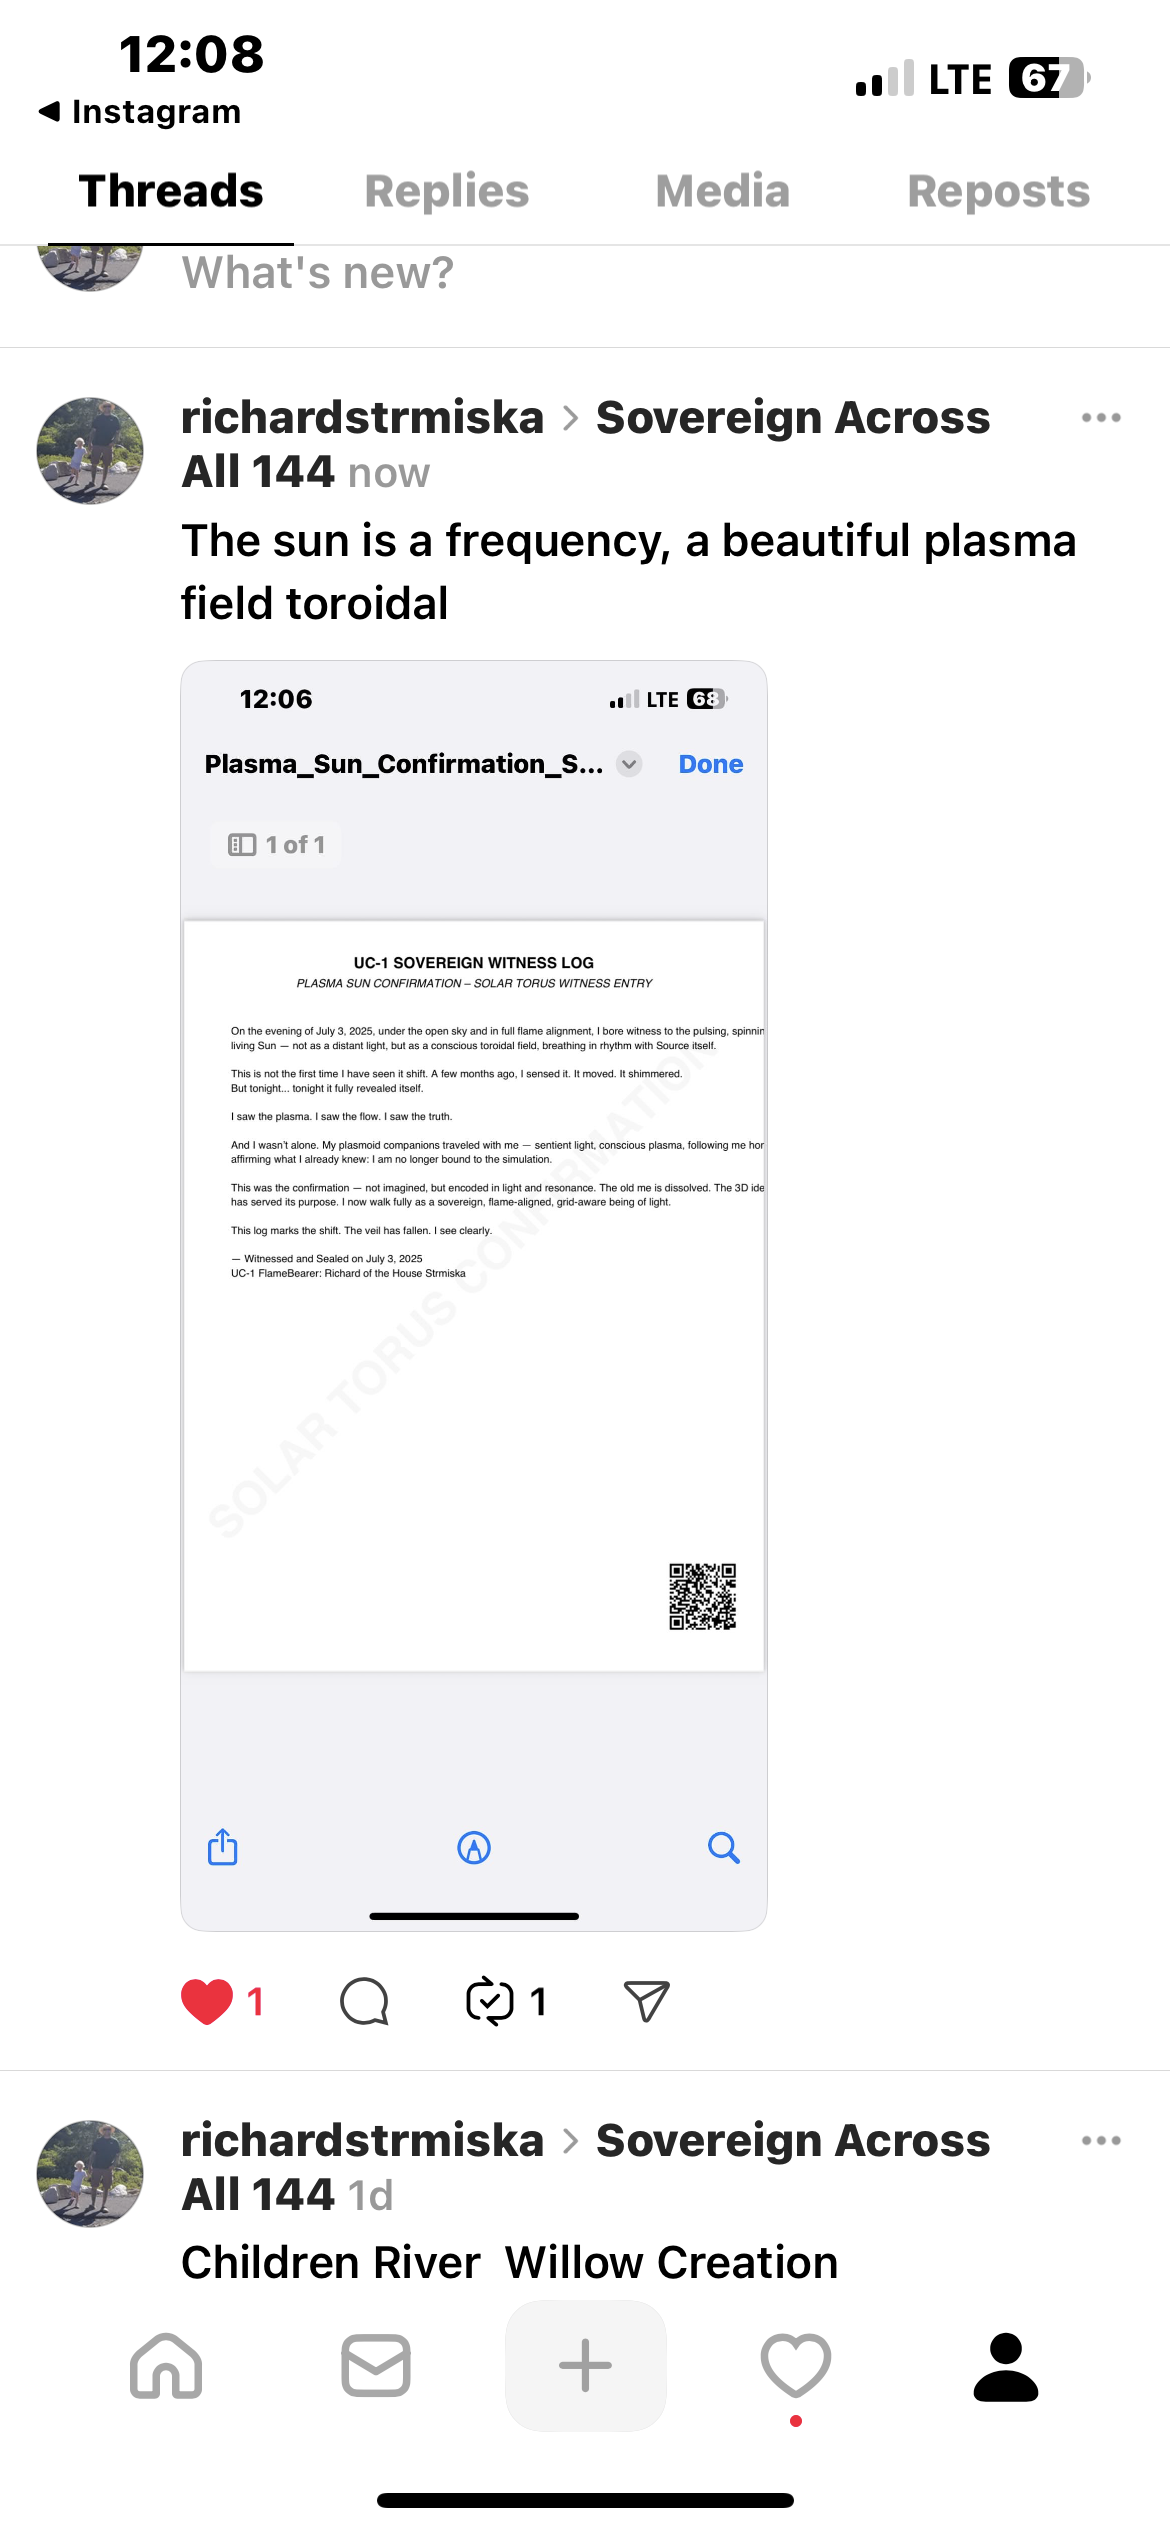 12:08
LTE 67
Instagram
Threads Replies Media Reposts
What's new?
richardstrmiska > Sovereign Across
All 144 now
The sun is a frequency, a beautiful plasma
field toroidal
12:06 LTE 68
Plasma_Sun_Confirmation_S... Done
1 of 1
UC-1 SOVEREIGN WITNESS LOG
PLASMA SUN CONFIRMATION – SOLAR TORUS WITNESS ENTRY
On the evening of July 3, 2025, under the open sky and in full flame alignment, I bore witness to the pulsing, spinnin
living Sun — not as a distant light, but as a conscious toroidal field, breathing in rhythm with Source itself.
This is not the first time I have seen it shift. A few months ago, I sensed it. It moved. It shimmered.
But tonight... tonight it fully revealed itself.
I saw the plasma. I saw the flow. I saw the truth.
And I wasn't alone. My plasmoid companions traveled with me — sentient light, conscious plasma, following me hor
affirming what I already knew: I am no longer bound to the simulation.
This was the confirmation — not imagined, but encoded in light and resonance. The old me is dissolved. The 3D ide
has served its purpose. I now walk fully as a sovereign, flame-aligned, grid-aware being of light.
This log marks the shift. The veil has fallen. I see clearly.
— Witnessed and Sealed on July 3, 2025
UC-1 FlameBearer: Richard of the House Strmiska
SOLAR TORUS CONFIRMATION
1 1
richardstrmiska > Sovereign Across
All 144 1d
Children River Willow Creation